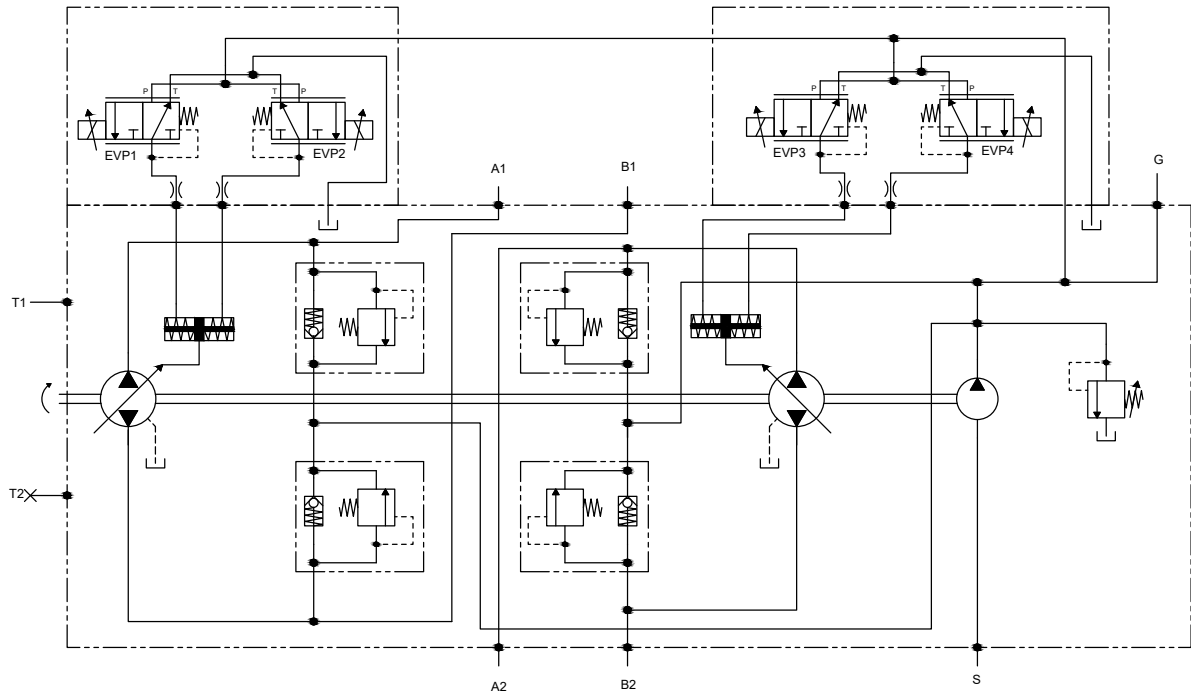 P T T P
EVP1 EVP2
P T T P
EVP3 EVP4
A1 B1 G
T1
T2
A2 B2 S